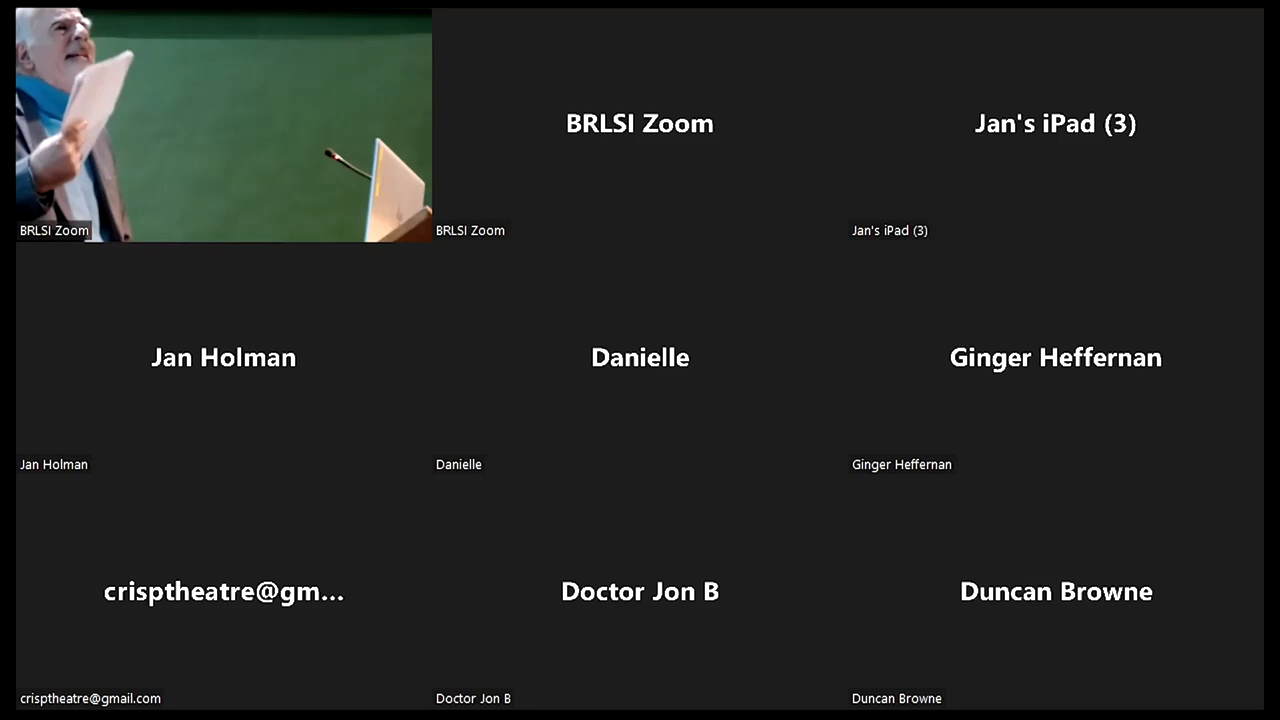 BRLSI Zoom
Jan's iPad (3)
BRLSI Zoom
BRLSI Zoom
Jan's iPad (3)
Jan Holman
Danielle
Ginger Heffernan
Jan Holman
Danielle
Ginger Heffernan
crisptheatre@gm...
Doctor Jon B
Duncan Browne
crisptheatre@gmail.com
Doctor Jon B
Duncan Browne